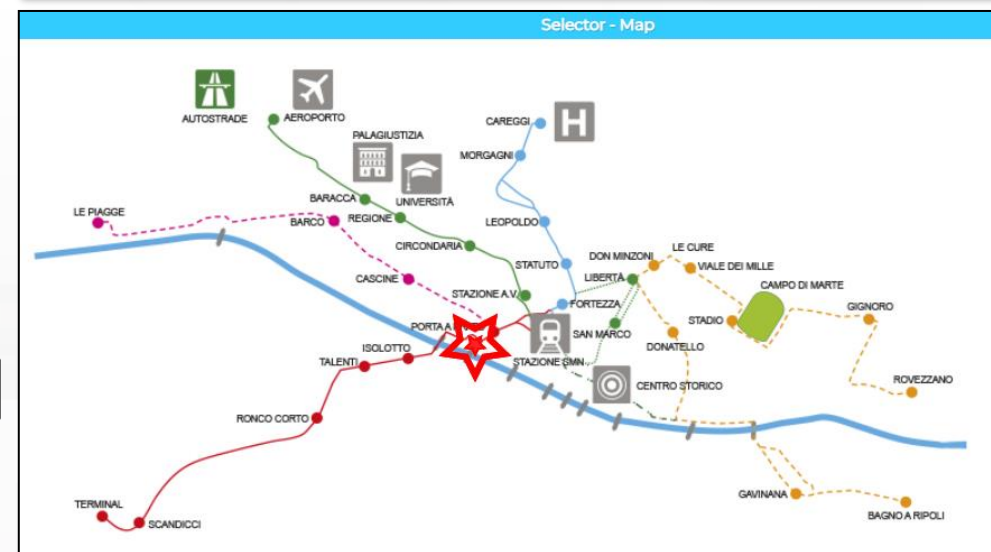 Selector - Map
AUTOSTRADE
AEROPORTO
CAREGGI
H
PALAGIUSTIZIA
MORGAGNI
BARACCA
UNIVERSITÀ
LE PIAGGE
BARCO
REGIONE
LEOPOLDO
CIRCONDARIA
DON MINZONI
LE CURE
STATUTO
VIALE DEI MILLE
LIBERTÀ
CASCINE
CAMPO DI MARTE
STAZIONE A.V.
FORTEZZA
GIGNORO
STADIO
PORTA A
SAN MARCO
ISOLOTTO
DONATELLO
TALENTI
STAZIONE SMN
ROVEZZANO
CENTRO STORICO
RONCO CORTO
GAVINANA
TERMINAL
BAGNO A RIPOLI
SCANDICCI